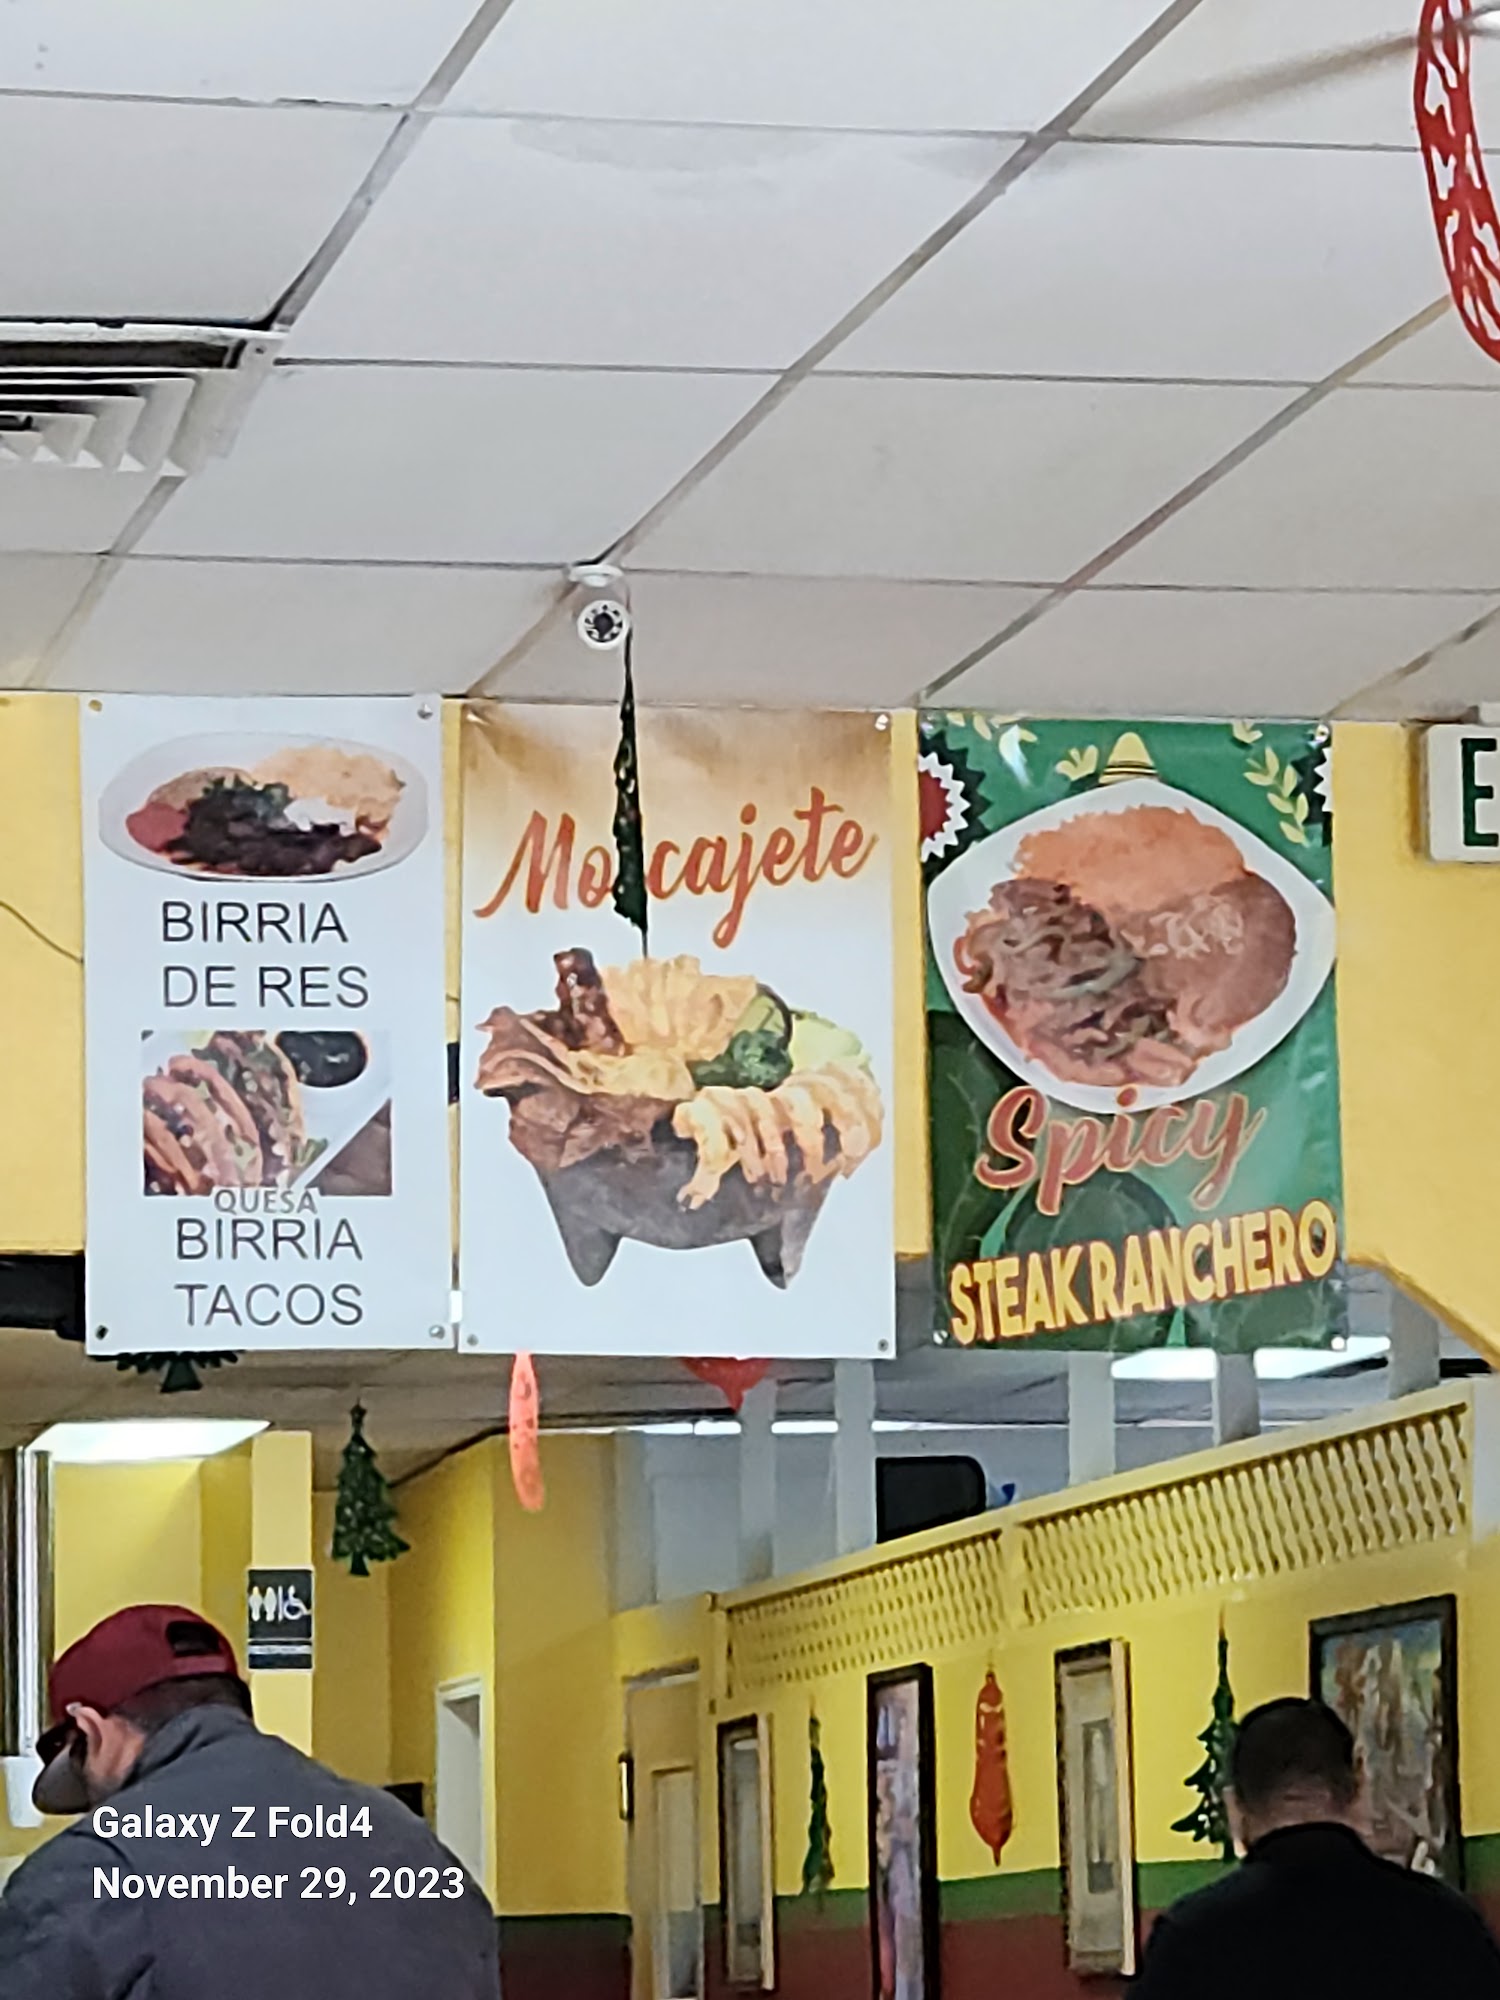 BIRRIA
DE RES
QUESA
BIRRIA
TACOS
Molcajete
Spicy
STEAK RANCHERO
E
Galaxy Z Fold4
November 29, 2023